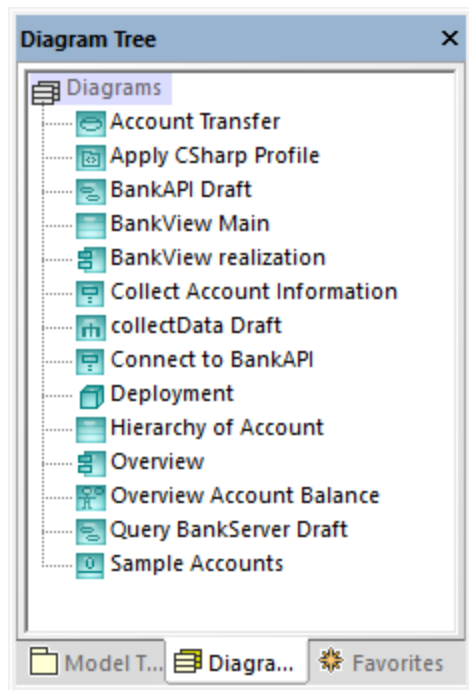 Diagram Tree
Diagrams
Account Transfer
Apply CSharp Profile
BankAPI Draft
BankView Main
BankView realization
Collect Account Information
collectData Draft
Connect to BankAPI
Deployment
Hierarchy of Account
Overview
Overview Account Balance
Query BankServer Draft
Sample Accounts
Model T... Diagra... Favorites